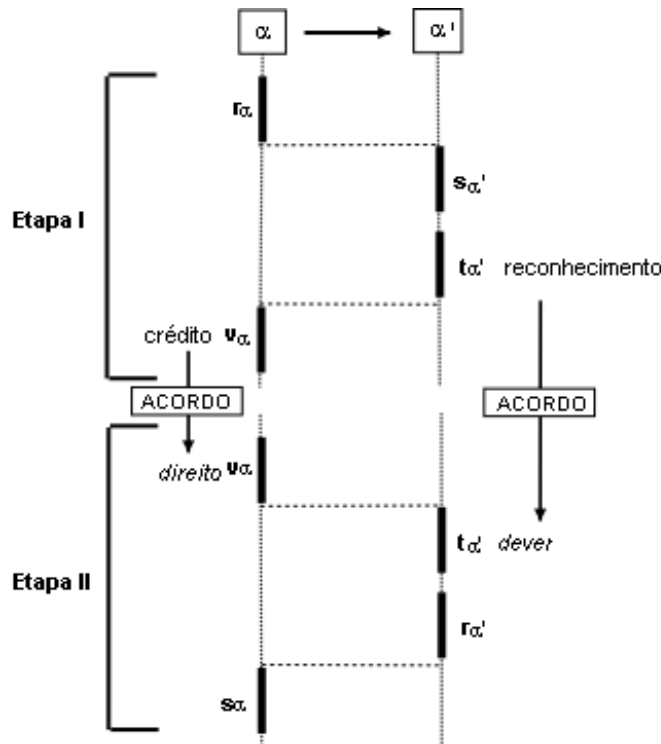 α α'
rα
sα'
Etapa I
tα' reconhecimento
crédito vα
ACORDO ACORDO
direito vα
tα' dever
Etapa II
rα'
sα